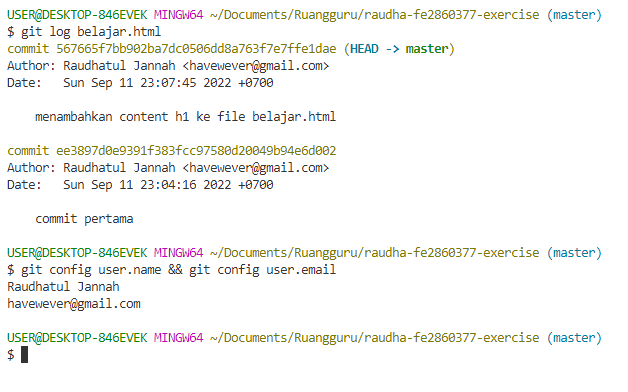 USER@DESKTOP-846EVEK MINGW64 ~/Documents/Ruangguru/raudha-fe2860377-exercise (master)
$ git log belajar.html
commit 567665f7bb902ba7dc0506dd8a763f7e7ffe1dae (HEAD -> master)
Author: Raudhatul Jannah <havewever@gmail.com>
Date:   Sun Sep 11 23:07:45 2022 +0700

    menambahkan content h1 ke file belajar.html

commit ee3897d0e9391f383fcc97580d20049b94e6d002
Author: Raudhatul Jannah <havewever@gmail.com>
Date:   Sun Sep 11 23:04:16 2022 +0700

    commit pertama

USER@DESKTOP-846EVEK MINGW64 ~/Documents/Ruangguru/raudha-fe2860377-exercise (master)
$ git config user.name && git config user.email
Raudhatul Jannah
havewever@gmail.com

USER@DESKTOP-846EVEK MINGW64 ~/Documents/Ruangguru/raudha-fe2860377-exercise (master)
$